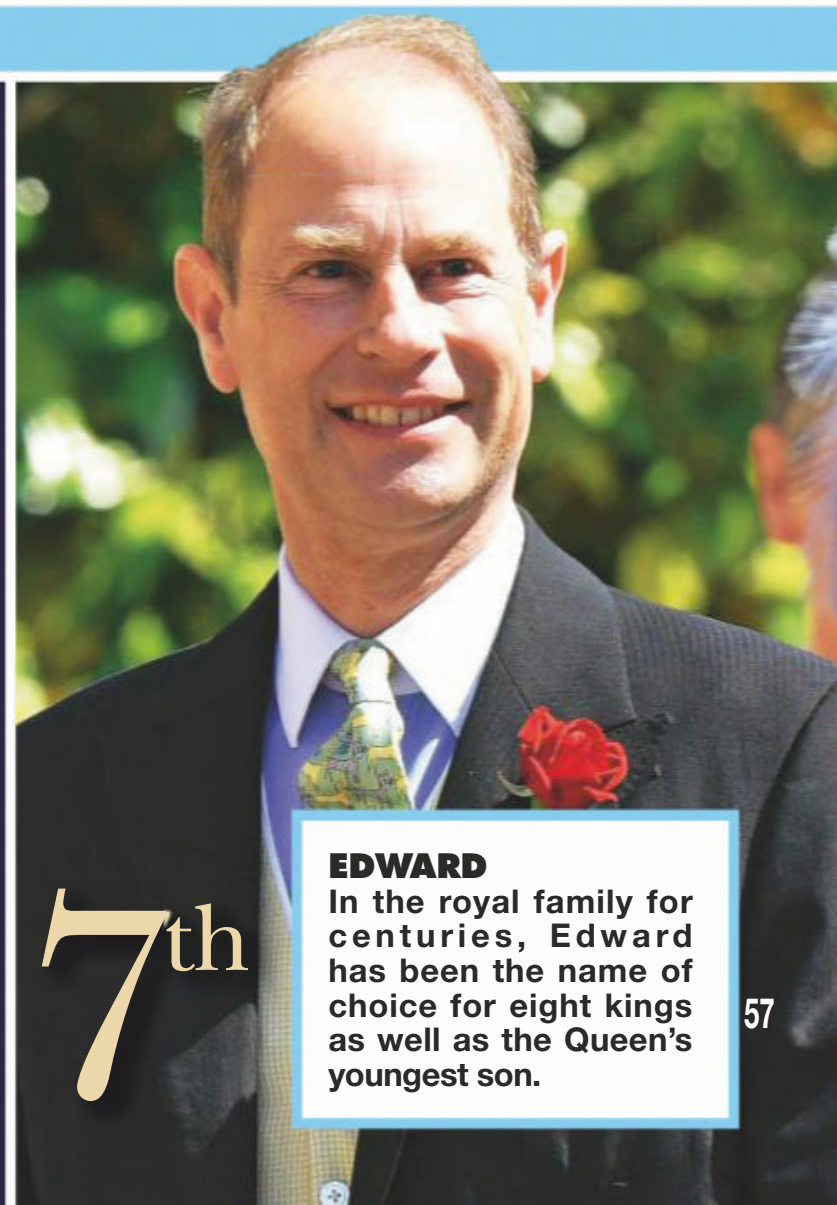 7th
EDWARD
In the royal family for
centuries, Edward
has been the name of
choice for eight kings
as well as the Queen’s
youngest son.
57